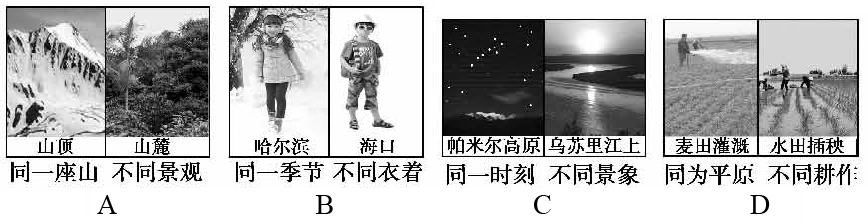 山顶 山麓
同一座山 不同景观
A
哈尔滨 海口
同一季节 不同衣着
B
帕米尔高原 乌苏里江上
同一时刻 不同景象
C
麦田灌溉 水田插秧
同为平原 不同耕作
D